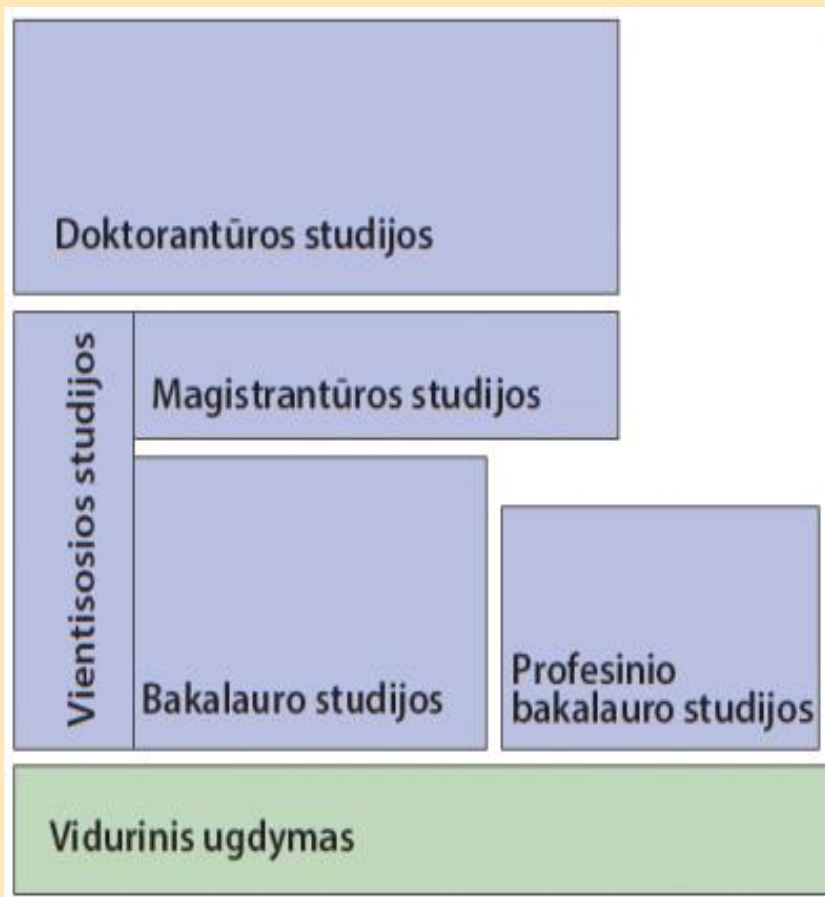 Doktorantūros studijos
Vientisosios studijos
Magistrantūros studijos
Bakalauro studijos
Profesinio
bakalauro studijos
Vidurinis ugdymas